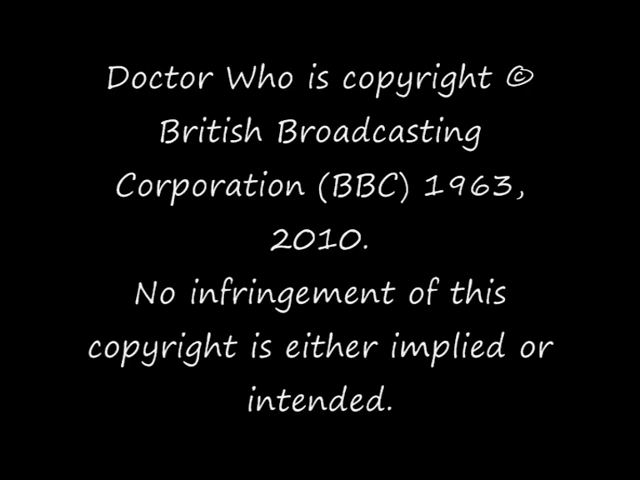 Doctor Who is copyright ©
British Broadcasting
Corporation (BBC) 1963,
2010.
No infringement of this
copyright is either implied or
intended.